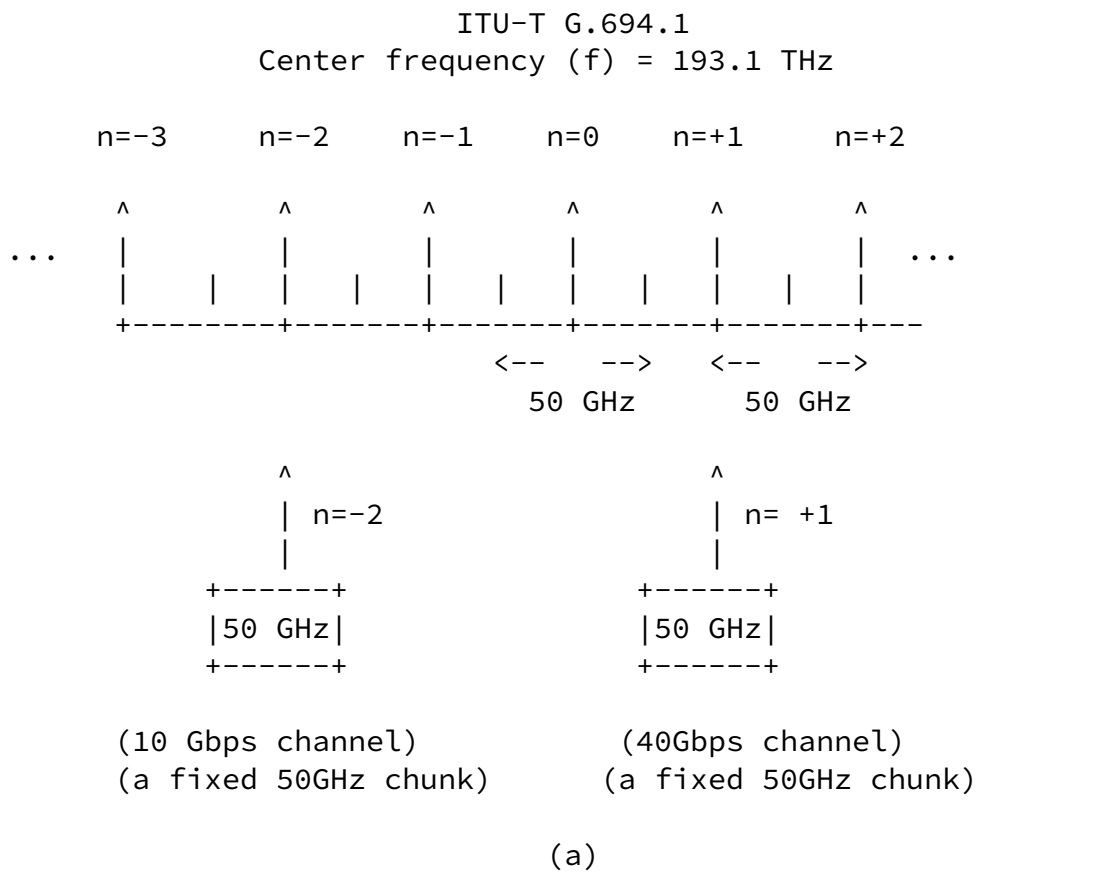 ITU-T G.694.1
Center frequency (f) = 193.1 THz
n=-3 n=-2 n=-1 n=0 n=+1 n=+2
^ ^ ^ ^ ^ ^
... | | | | | | ...
| | | | | | | | | | |
+--------+-------+-------+-------+-------+---
<-- --> <-- -->
50 GHz 50 GHz
^ ^
| n=-2 | n= +1
| |
+------+ +------+
|50 GHz| |50 GHz|
+------+ +------+
(10 Gbps channel) (40Gbps channel)
(a fixed 50GHz chunk) (a fixed 50GHz chunk)
(a)